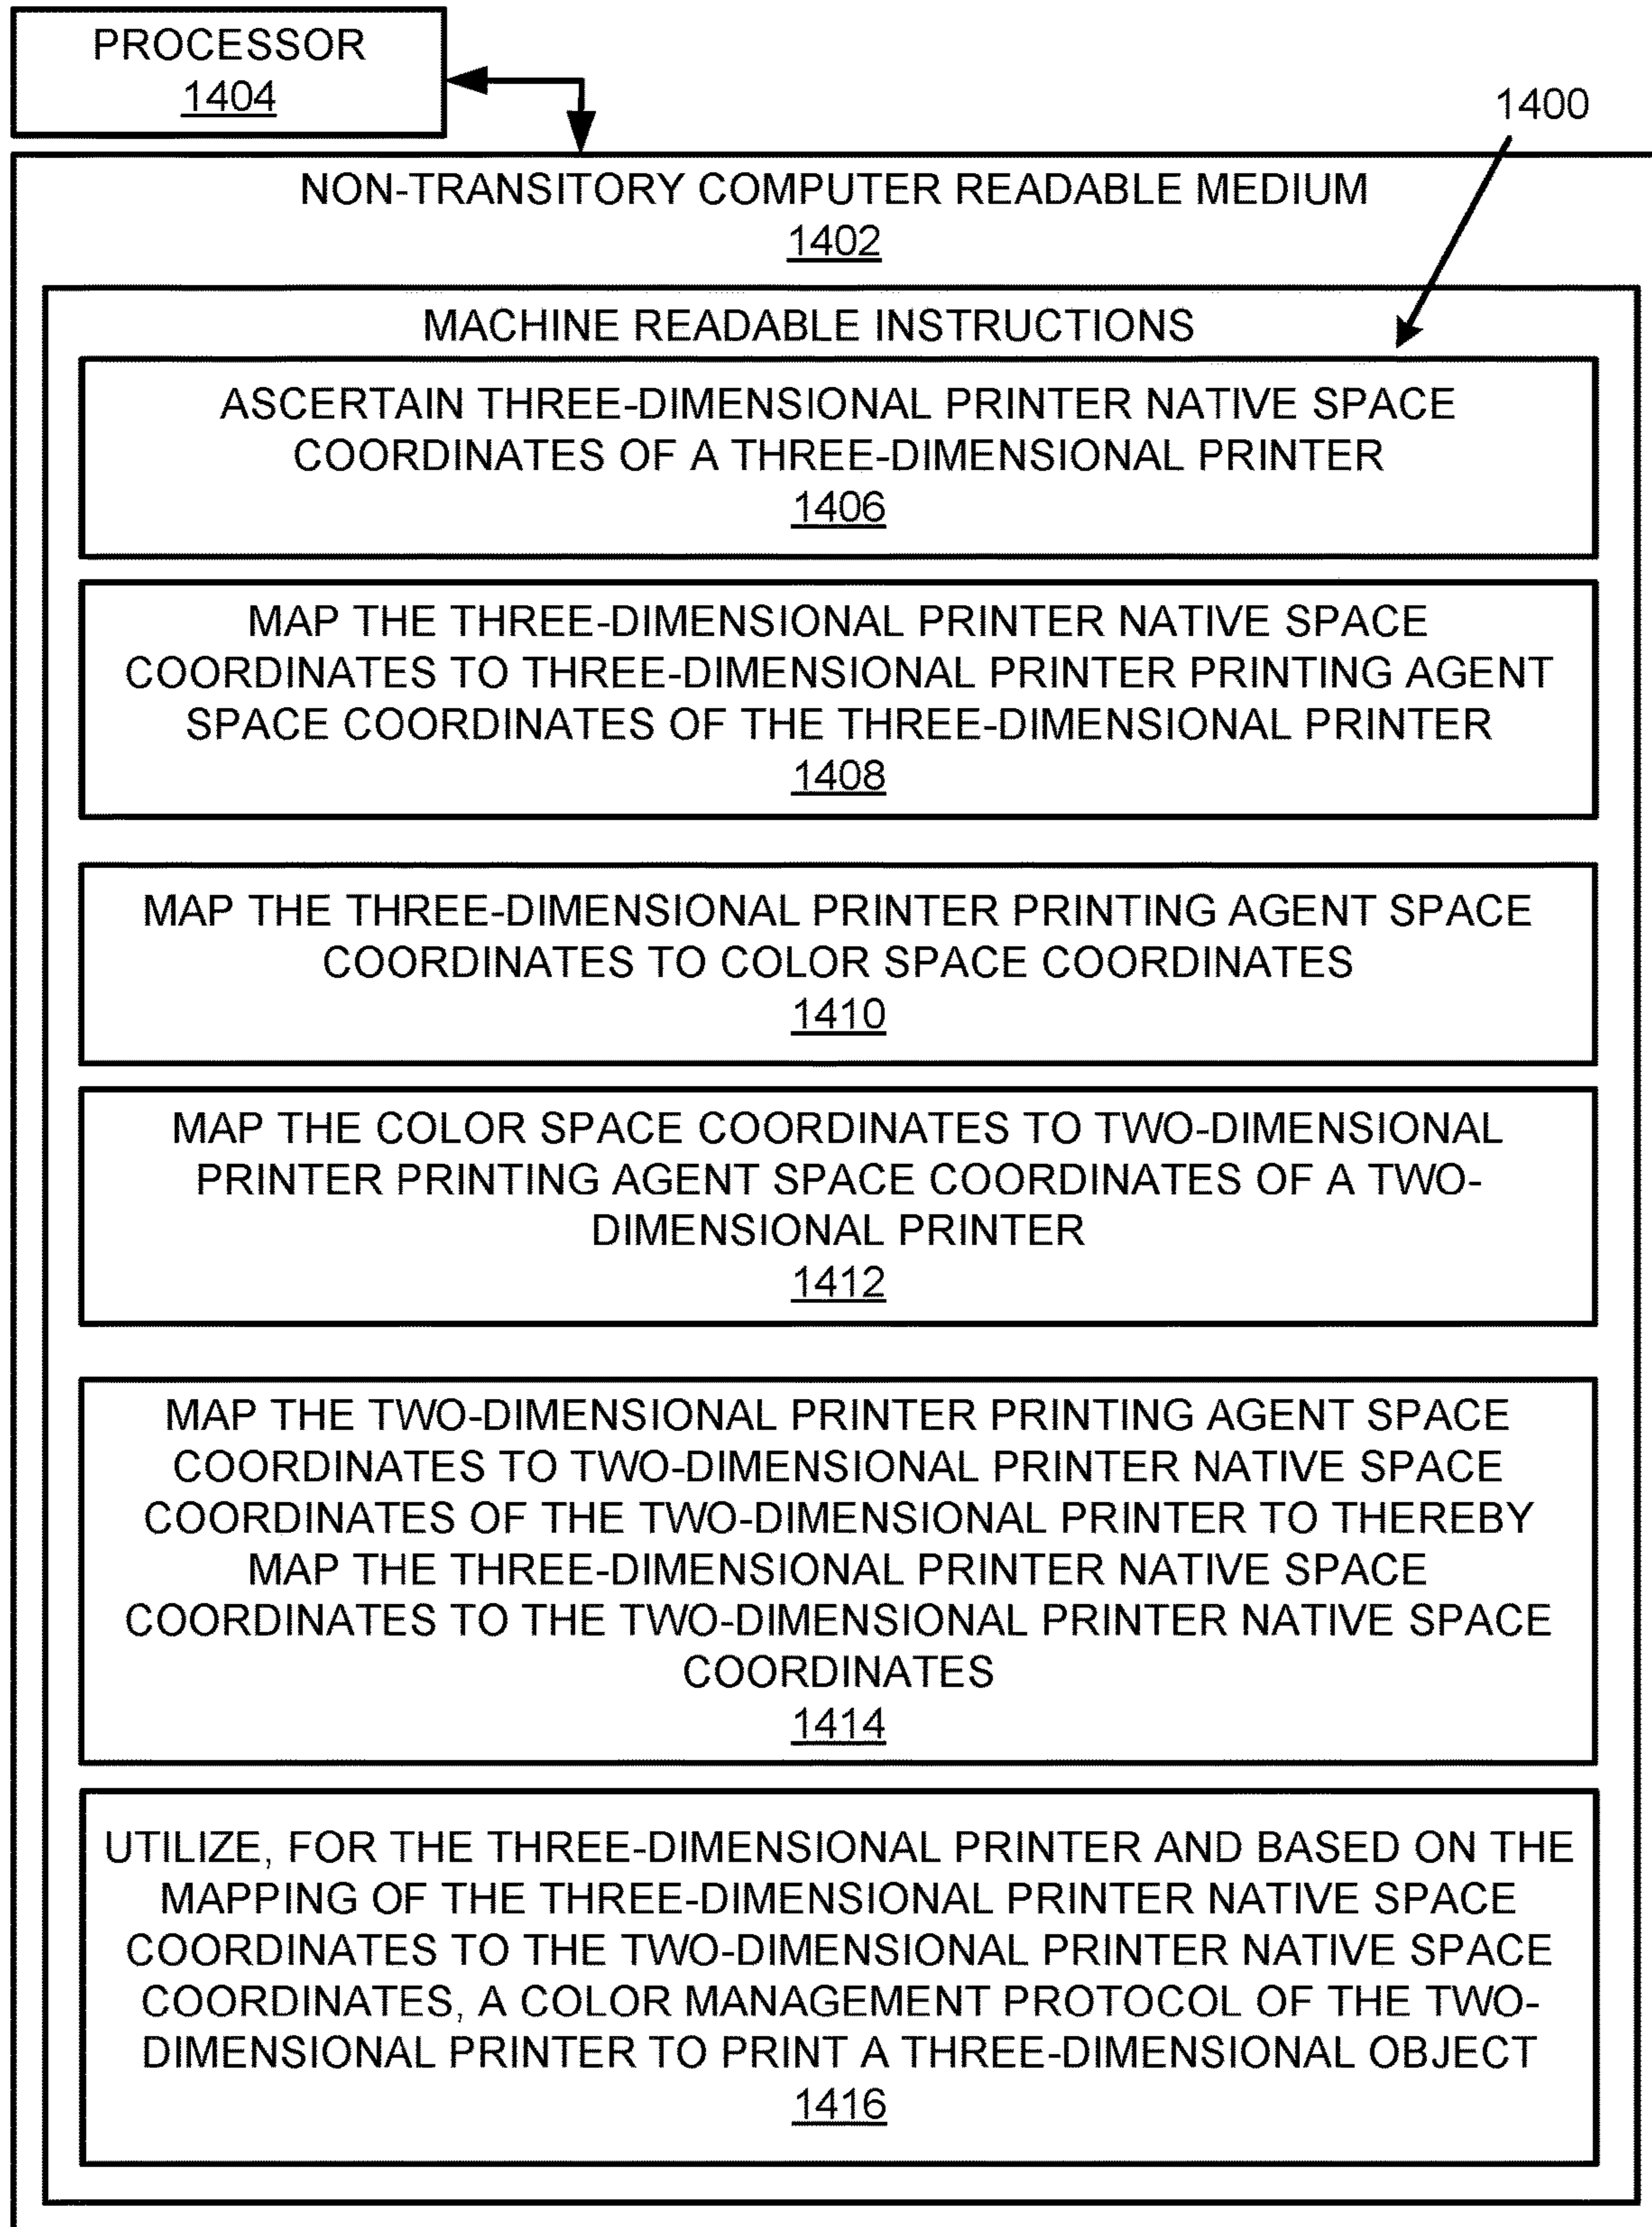 PROCESSOR
1404
1400
NON-TRANSITORY COMPUTER READABLE MEDIUM
1402
MACHINE READABLE INSTRUCTIONS
ASCERTAIN THREE-DIMENSIONAL PRINTER NATIVE SPACE
COORDINATES OF A THREE-DIMENSIONAL PRINTER
1406
MAP THE THREE-DIMENSIONAL PRINTER NATIVE SPACE
COORDINATES TO THREE-DIMENSIONAL PRINTER PRINTING AGENT
SPACE COORDINATES OF THE THREE-DIMENSIONAL PRINTER
1408
MAP THE THREE-DIMENSIONAL PRINTER PRINTING AGENT SPACE
COORDINATES TO COLOR SPACE COORDINATES
1410
MAP THE COLOR SPACE COORDINATES TO TWO-DIMENSIONAL
PRINTER PRINTING AGENT SPACE COORDINATES OF A TWO-
DIMENSIONAL PRINTER
1412
MAP THE TWO-DIMENSIONAL PRINTER PRINTING AGENT SPACE
COORDINATES TO TWO-DIMENSIONAL PRINTER NATIVE SPACE
COORDINATES OF THE TWO-DIMENSIONAL PRINTER TO THEREBY
MAP THE THREE-DIMENSIONAL PRINTER NATIVE SPACE
COORDINATES TO THE TWO-DIMENSIONAL PRINTER NATIVE SPACE
COORDINATES
1414
UTILIZE, FOR THE THREE-DIMENSIONAL PRINTER AND BASED ON THE
MAPPING OF THE THREE-DIMENSIONAL PRINTER NATIVE SPACE
COORDINATES TO THE TWO-DIMENSIONAL PRINTER NATIVE SPACE
COORDINATES, A COLOR MANAGEMENT PROTOCOL OF THE TWO-
DIMENSIONAL PRINTER TO PRINT A THREE-DIMENSIONAL OBJECT
1416